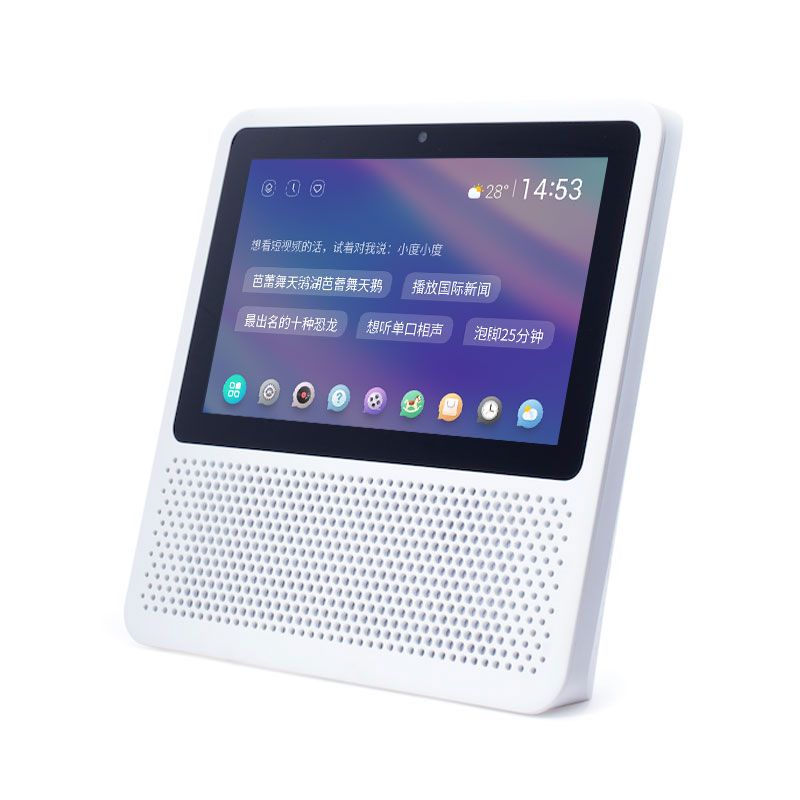 28° 14:53
想看短视频的话，试着对我说：小度小度
芭蕾舞天鹅湖芭蕾舞天鹅 播放国际新闻
最出名的十种恐龙 想听单口相声 泡脚25分钟